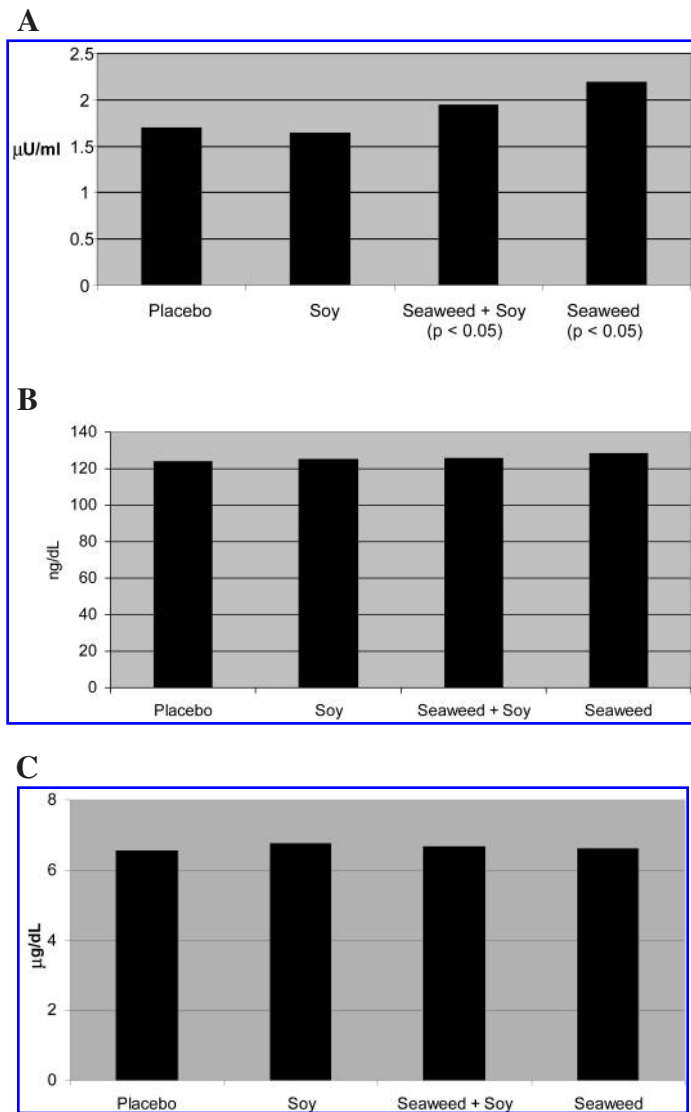 A
2.5
2
µU/ml
1.5
1
0.5
0
Placebo Soy Seaweed + Soy Seaweed
(p < 0.05) (p < 0.05)
B
140
120
100
80
ng/dL
60
40
20
0
Placebo Soy Seaweed + Soy Seaweed
C
8
6
4
µg/dL
2
0
Placebo Soy Seaweed + Soy Seaweed